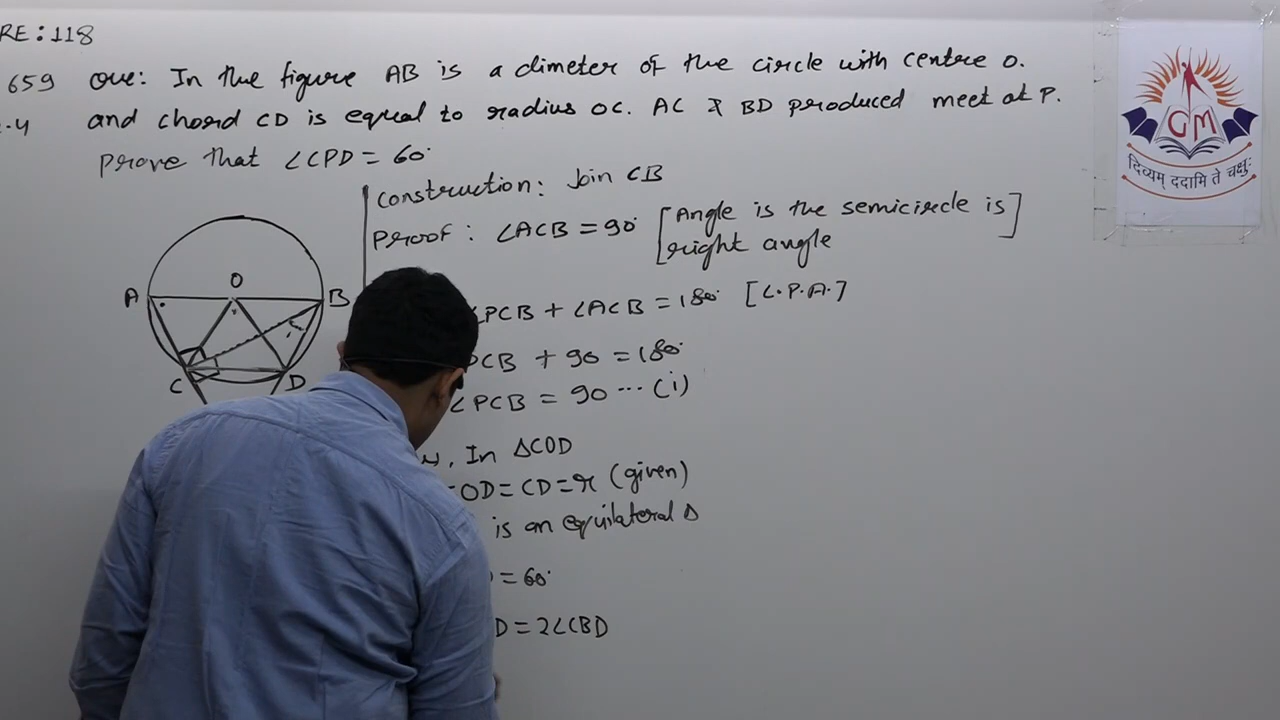 RE: 118
659 Que: In the figure AB is a dimeter of the circle with centre O.
and chord CD is equal to radius OC. AC & BD produced meet at P.
Prove that ∠CPD = 60°
Construction: Join CB
Proof: ∠ACB = 90° [Angle is the semicircle is]
[right angle
∠PCB + ∠ACB = 180° [L.P.A.]
PCB + 90 = 180°
∠PCB = 90 --- (i)
In ΔCOD
OD = CD = r (given)
is an equilateral Δ
= 60°
D = 2∠CBD
A O B
C D
GM
दिव्यम् ददामि ते चक्षुः